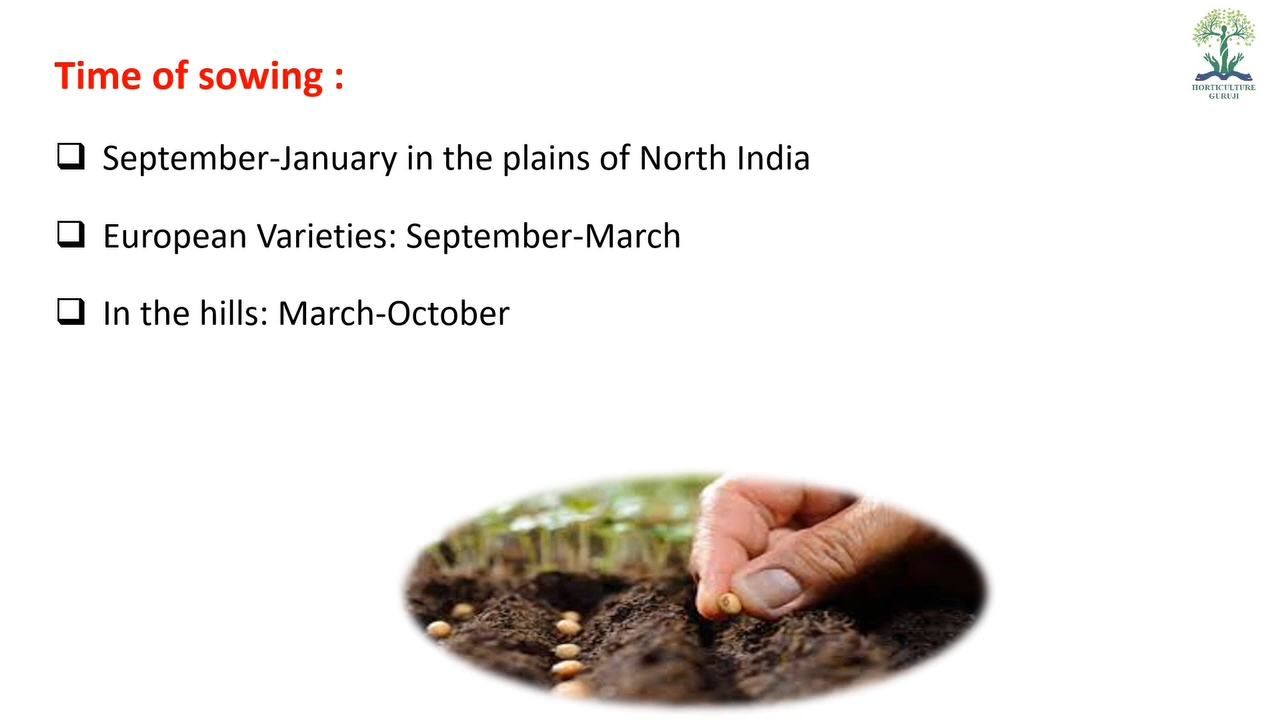 Time of sowing :
September-January in the plains of North India
European Varieties: September-March
In the hills: March-October
HORTICULTURE
GURUJI